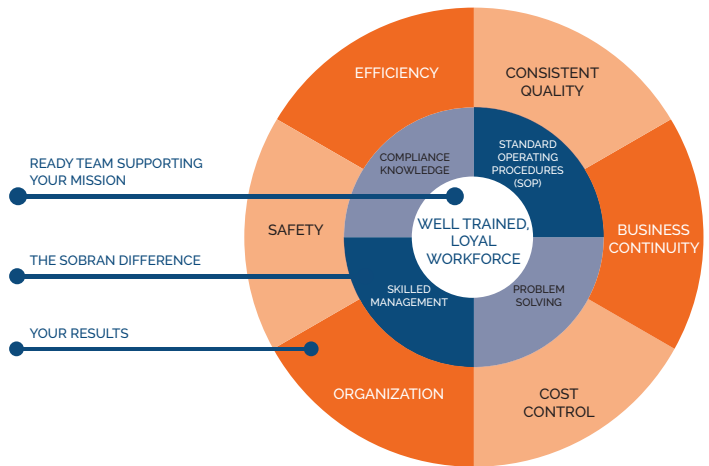 EFFICIENCY
CONSISTENT
QUALITY
STANDARD
OPERATING
PROCEDURES
(SOP)
COMPLIANCE
KNOWLEDGE
READY TEAM SUPPORTING
YOUR MISSION
SAFETY
WELL TRAINED,
LOYAL
WORKFORCE
BUSINESS
CONTINUITY
THE SOBRAN DIFFERENCE
SKILLED
MANAGEMENT
PROBLEM
SOLVING
YOUR RESULTS
ORGANIZATION
COST
CONTROL